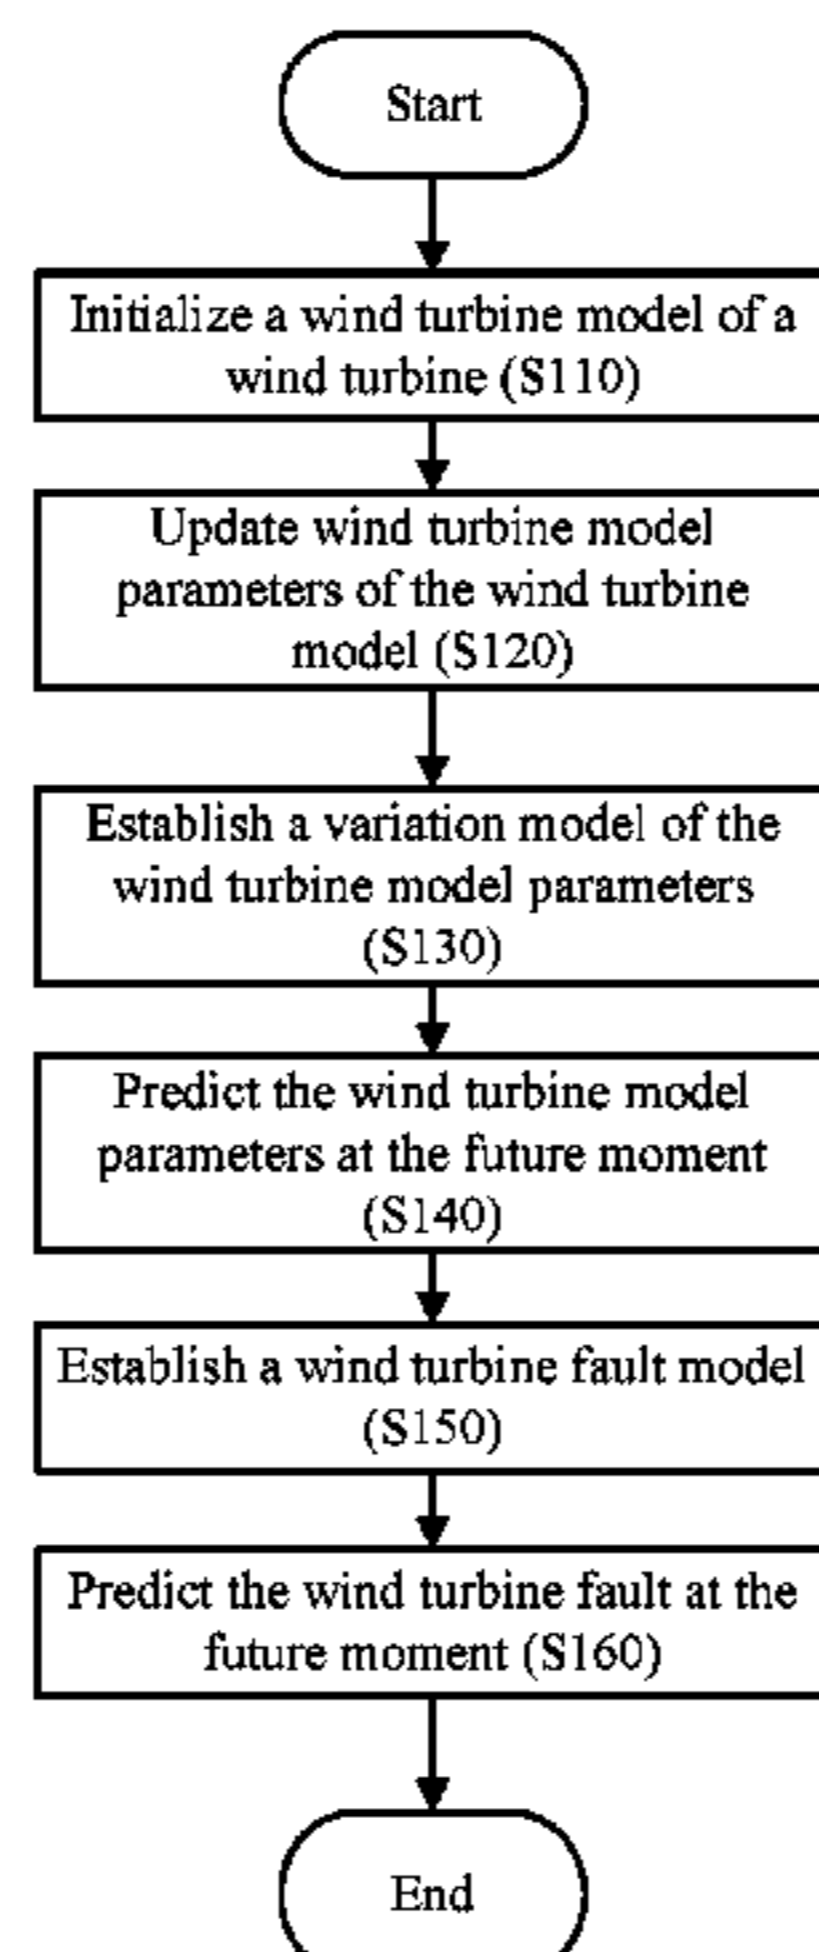 Start
Initialize a wind turbine model of a
wind turbine (S110)
Update wind turbine model
parameters of the wind turbine
model (S120)
Establish a variation model of the
wind turbine model parameters
(S130)
Predict the wind turbine model
parameters at the future moment
(S140)
Establish a wind turbine fault model
(S150)
Predict the wind turbine fault at the
future moment (S160)
End